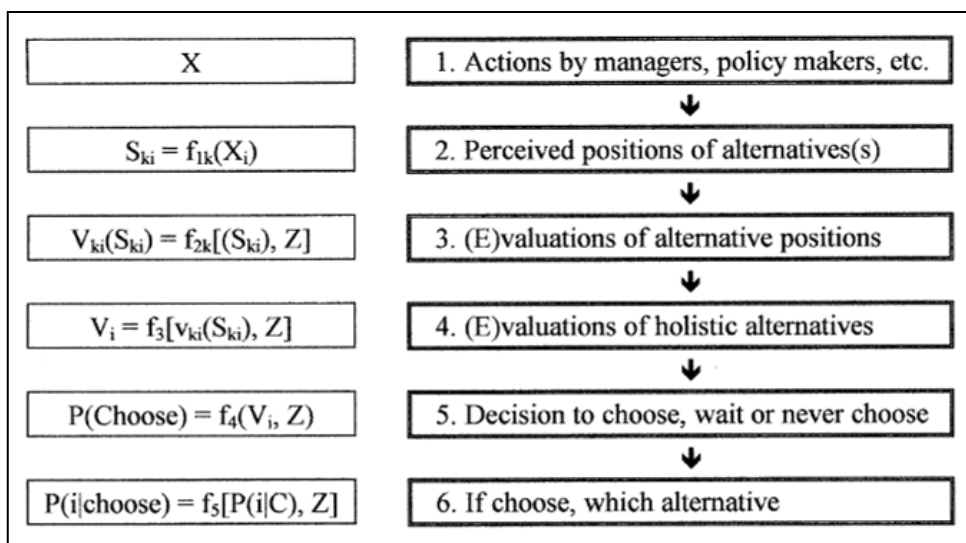 X
1. Actions by managers, policy makers, etc.
S_ki = f_1k(X_i)
2. Perceived positions of alternatives(s)
V_ki(S_ki) = f_2k[(S_ki), Z]
3. (E)valuations of alternative positions
V_i = f_3[v_ki(S_ki), Z]
4. (E)valuations of holistic alternatives
P(Choose) = f_4(V_i, Z)
5. Decision to choose, wait or never choose
P(i|choose) = f_5[P(i|C), Z]
6. If choose, which alternative